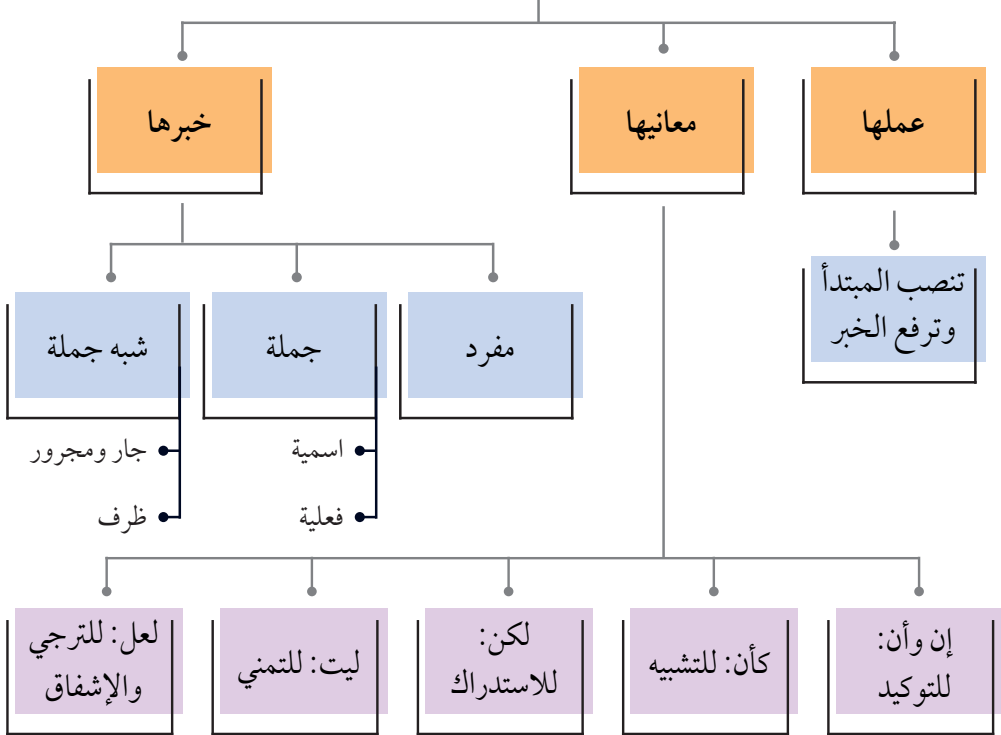 عملها
معانيها
خبرها
تنصب المبتدأ
وترفع الخبر
مفرد
جملة
شبه جملة
اسمية
فعلية
جار ومجرور
ظرف
إن وأن:
للتوكيد
كأن: للتشبيه
لكن:
للاستدراك
ليت: للتمني
لعل: للترجي
والإشفاق